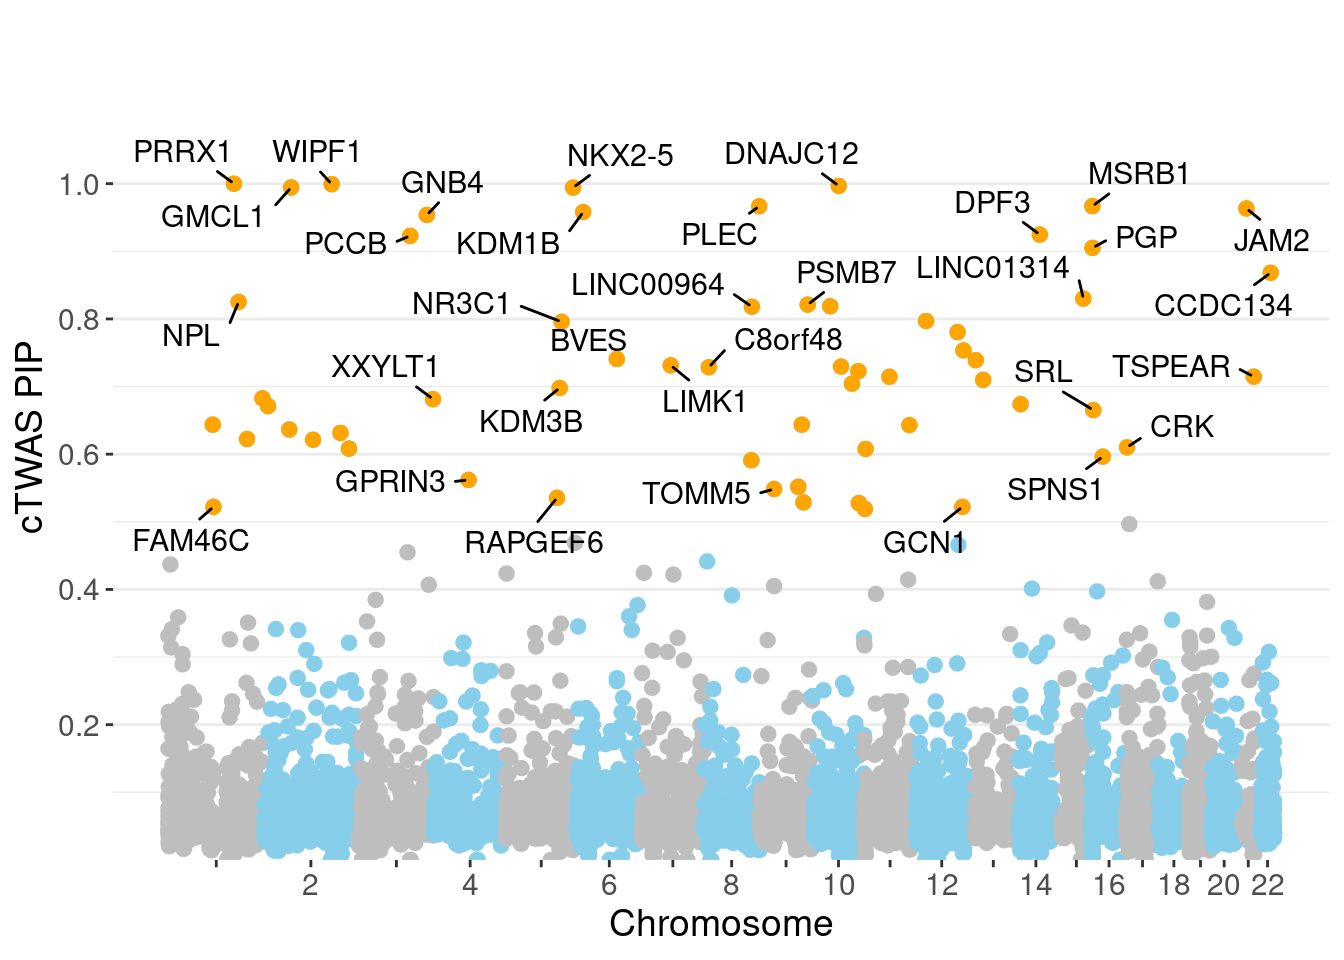 PRRX1
WIPF1
NKX2-5
DNAJC12
GNB4
MSRB1
GMCL1
DPF3
PCCB
KDM1B
PLEC
PGP
JAM2
LINC01314
PSMB7
LINC00964
NR3C1
CCDC134
NPL
BVES
C8orf48
XXYLT1
TSPEAR
SRL
LIMK1
KDM3B
CRK
GPRIN3
TOMM5
SPNS1
FAM46C
RAPGEF6
GCN1
1.0
0.8
0.6
0.4
0.2
cTWAS PIP
2 4 6 8 10 12 14 16 18 20 22
Chromosome